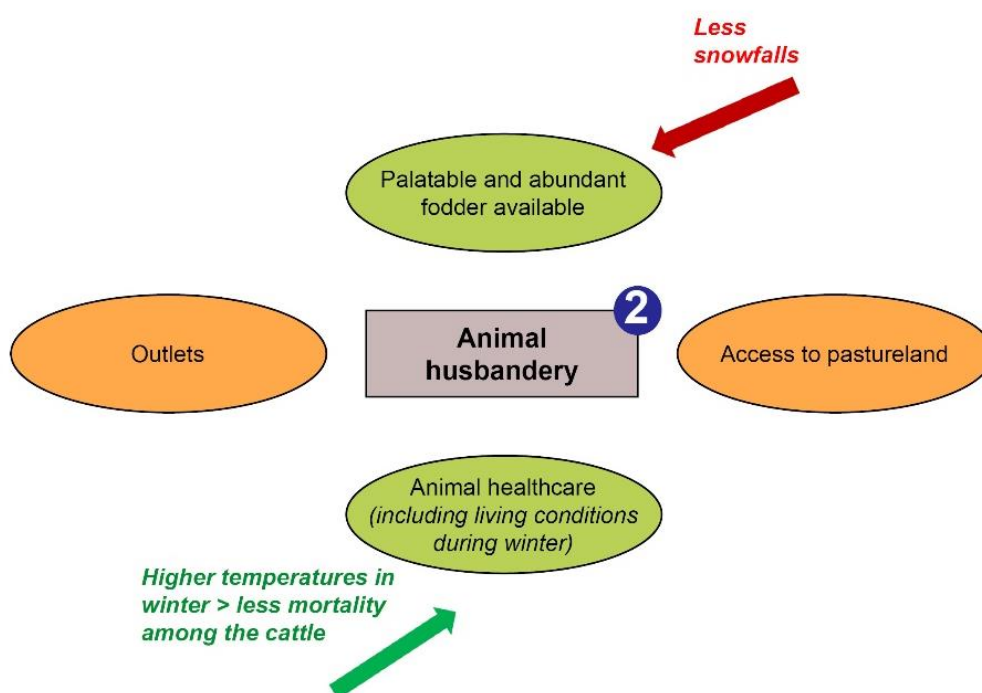 Less
snowfalls
Palatable and abundant
fodder available
Outlets
2
Animal
husbandery
Access to pastureland
Animal healthcare
(including living conditions
during winter)
Higher temperatures in
winter > less mortality
among the cattle